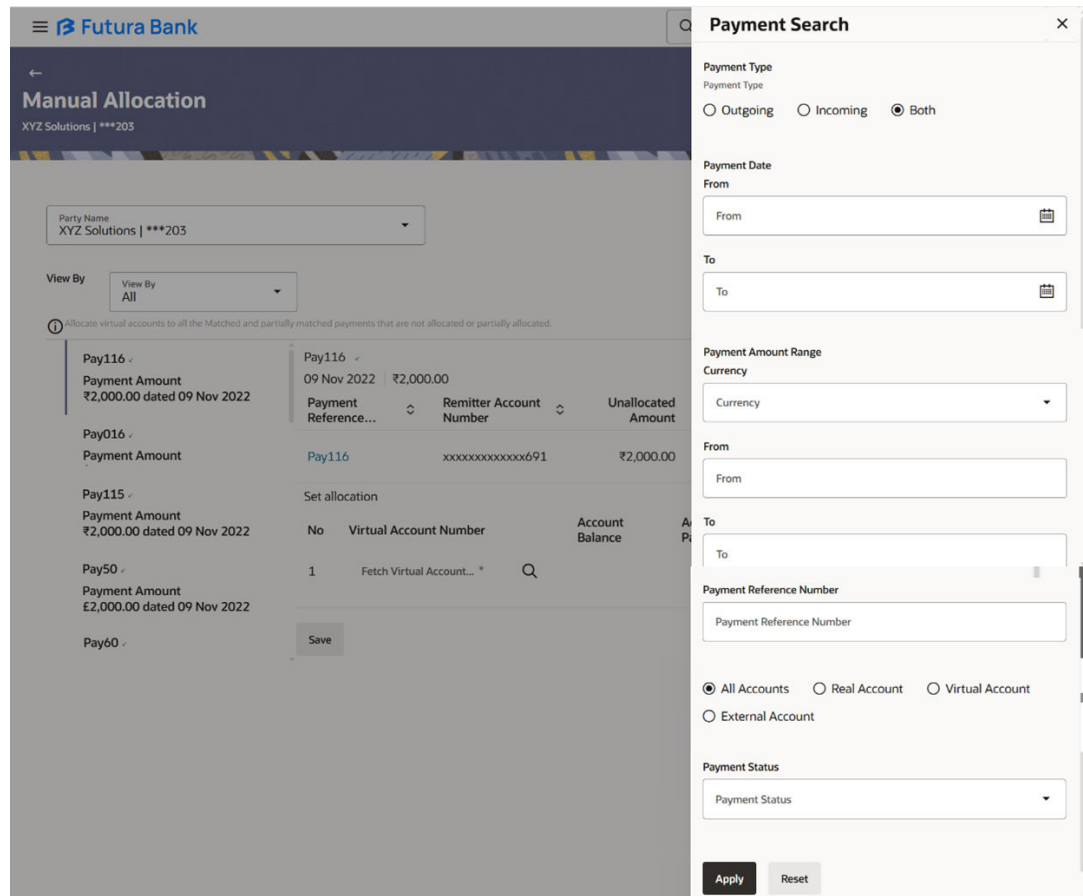 Futura Bank
Manual Allocation
XYZ Solutions | ***203
Party Name
XYZ Solutions | ***203
View By
View By
All
Allocate virtual accounts to all the Matched and partially matched payments that are not allocated or partially allocated.
Pay116
Payment Amount
₹2,000.00 dated 09 Nov 2022
Pay016
Payment Amount
Pay115
Payment Amount
₹2,000.00 dated 09 Nov 2022
Pay50
Payment Amount
£2,000.00 dated 09 Nov 2022
Pay60
Pay116
09 Nov 2022 ₹2,000.00
Payment Reference... Remitter Account Number Unallocated Amount
Pay116 xxxxxxxxxxxxx691 ₹2,000.00
Set allocation
No Virtual Account Number Account Balance
1 Fetch Virtual Account... *
Save
Payment Search
Payment Type
Payment Type
Outgoing Incoming Both
Payment Date
From
From
To
To
Payment Amount Range
Currency
Currency
From
From
To
To
Payment Reference Number
Payment Reference Number
All Accounts Real Account Virtual Account
External Account
Payment Status
Payment Status
Apply Reset